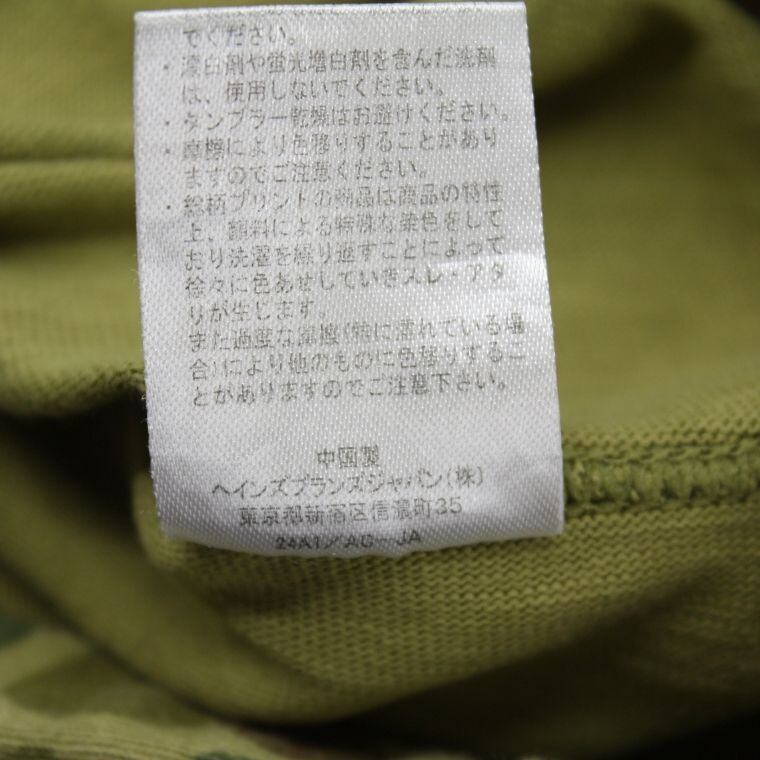 でください。
・漂白剤や蛍光増白剤を含んだ洗剤
は、使用しないでください。
・タンブラー乾燥はお避けください。
・摩擦により色移りすることがあり
ますのでご注意ください。
・総柄プリントの商品は商品の特性
上、顔料による特殊な染色をして
おり洗濯を繰り返すことによって
徐々に色あせしていきスレ・アタ
リが生じます。
また過度な摩擦(特に濡れている場
合)により他のものに色移りするこ
とがありますのでご注意下さい。
中国製
ヘインズブランズジャパン(株)
東京都新宿区信濃町35
24A1/AG-JA